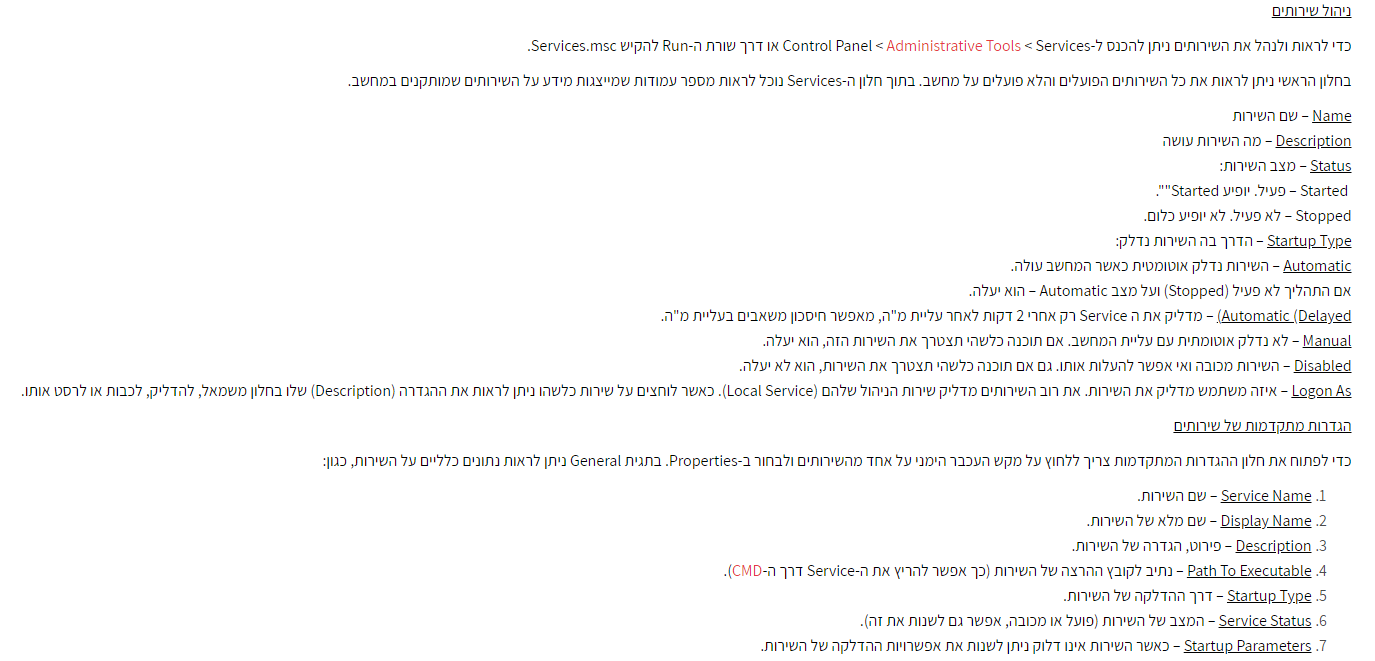 ניהול שירותים
כדי לראות ולנהל את השירותים ניתן להכנס ל-Control Panel < Administrative Tools < Services או דרך שורת ה-Run להקיש Services.msc.
בחלון הראשי ניתן לראות את כל השירותים הפועלים והלא פועלים על מחשב. בתוך חלון ה-Services נוכל לראות מספר עמודות שמייצגות מידע על השירותים שמותקנים במחשב.
Name – שם השירות
Description – מה השירות עושה
Status – מצב השירות:
Started – פעיל. יופיע Started"".
Stopped – לא פעיל. לא יופיע כלום.
Startup Type – הדרך בה השירות נדלק:
Automatic – השירות נדלק אוטומטית כאשר המחשב עולה.
אם התהליך לא פעיל (Stopped) ועל מצב Automatic – הוא יעלה.
Automatic (Delayed) – מדליק את ה Service רק אחרי 2 דקות לאחר עליית מ"ה, מאפשר חיסכון משאבים בעליית מ"ה.
Manual – לא נדלק אוטומתית עם עליית המחשב. אם תוכנה כלשהי תצטרך את השירות הזה, הוא יעלה.
Disabled – השירות מכובה ואי אפשר להעלות אותו. גם אם תוכנה כלשהי תצטרך את השירות, הוא לא יעלה.
Logon As – איזה משתמש מדליק את השירות. את רוב השירותים מדליק שירות הניהול שלהם (Local Service). כאשר לוחצים על שירות כלשהו ניתן לראות את ההגדרה (Description) שלו בחלון משמאל, להדליק, לכבות או לרסט אותו.
הגדרות מתקדמות של שירותים
כדי לפתוח את חלון ההגדרות המתקדמות צריך ללחוץ על מקש העכבר הימני על אחד מהשירותים ולבחור ב-Properties. בתגית General ניתן לראות נתונים כלליים על השירות, כגון:
1. Service Name – שם השירות.
2. Display Name – שם מלא של השירות.
3. Description – פירוט, הגדרה של השירות.
4. Path To Executable – נתיב לקובץ ההרצה של השירות (כך אפשר להריץ את ה-Service דרך ה-CMD).
5. Startup Type – דרך ההדלקה של השירות.
6. Service Status – המצב של השירות (פועל או מכובה, אפשר גם לשנות את זה).
7. Startup Parameters – כאשר השירות אינו דלוק ניתן לשנות את אפשרויות ההדלקה של השירות.